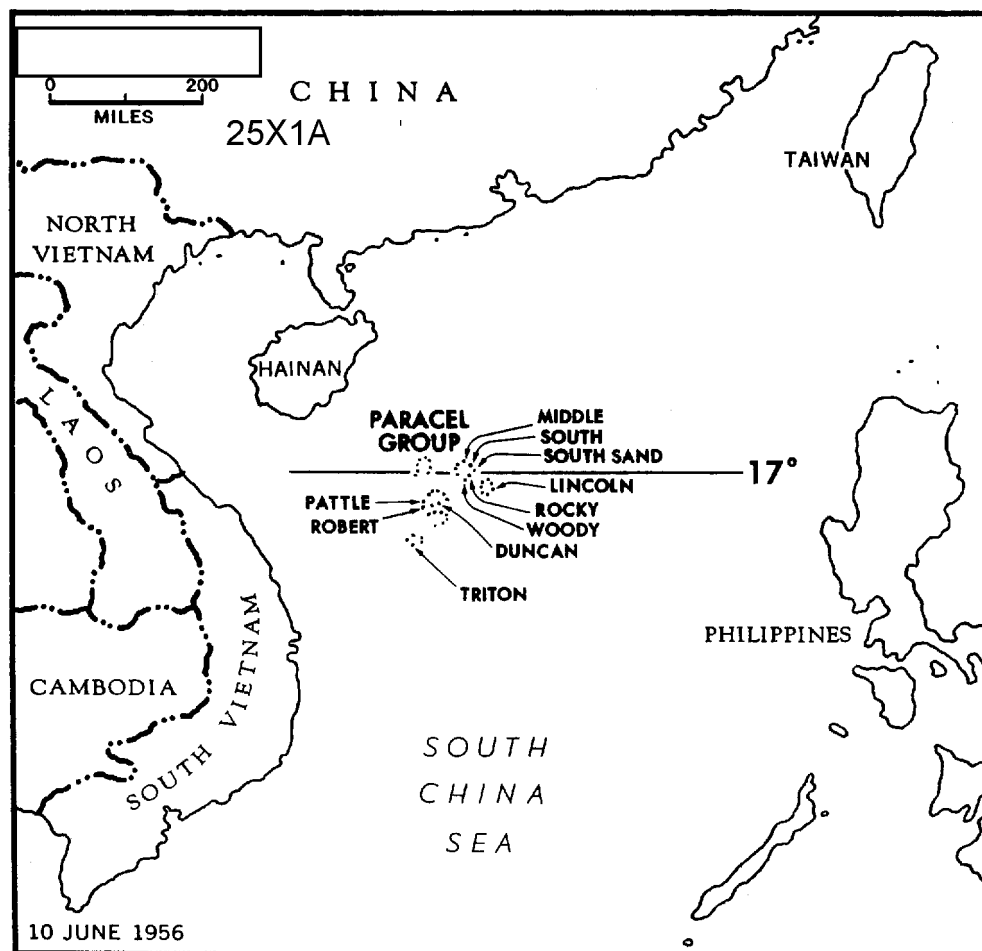 0 200
MILES
CHINA
25X1A
TAIWAN
NORTH
VIETNAM
HAINAN
LAOS
PARACEL
GROUP
MIDDLE
SOUTH
SOUTH SAND
17°
LINCOLN
PATTLE
ROBERT
ROCKY
WOODY
DUNCAN
TRITON
PHILIPPINES
CAMBODIA
SOUTH VIETNAM
SOUTH
CHINA
SEA
10 JUNE 1956